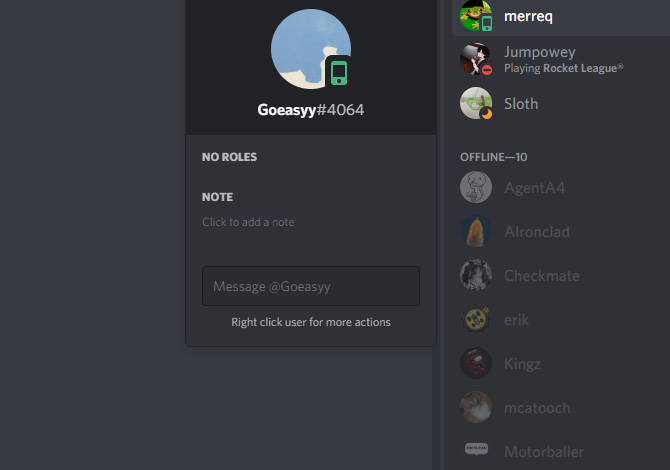 Goeasyy#4064
NO ROLES
NOTE
Click to add a note
Message @Goeasyy
Right click user for more actions
merreq
Jumpowey
Playing Rocket League®
Sloth
OFFLINE—10
AgentA4
Alronclad
Checkmate
erik
Kingz
mcatooch
Motorballer